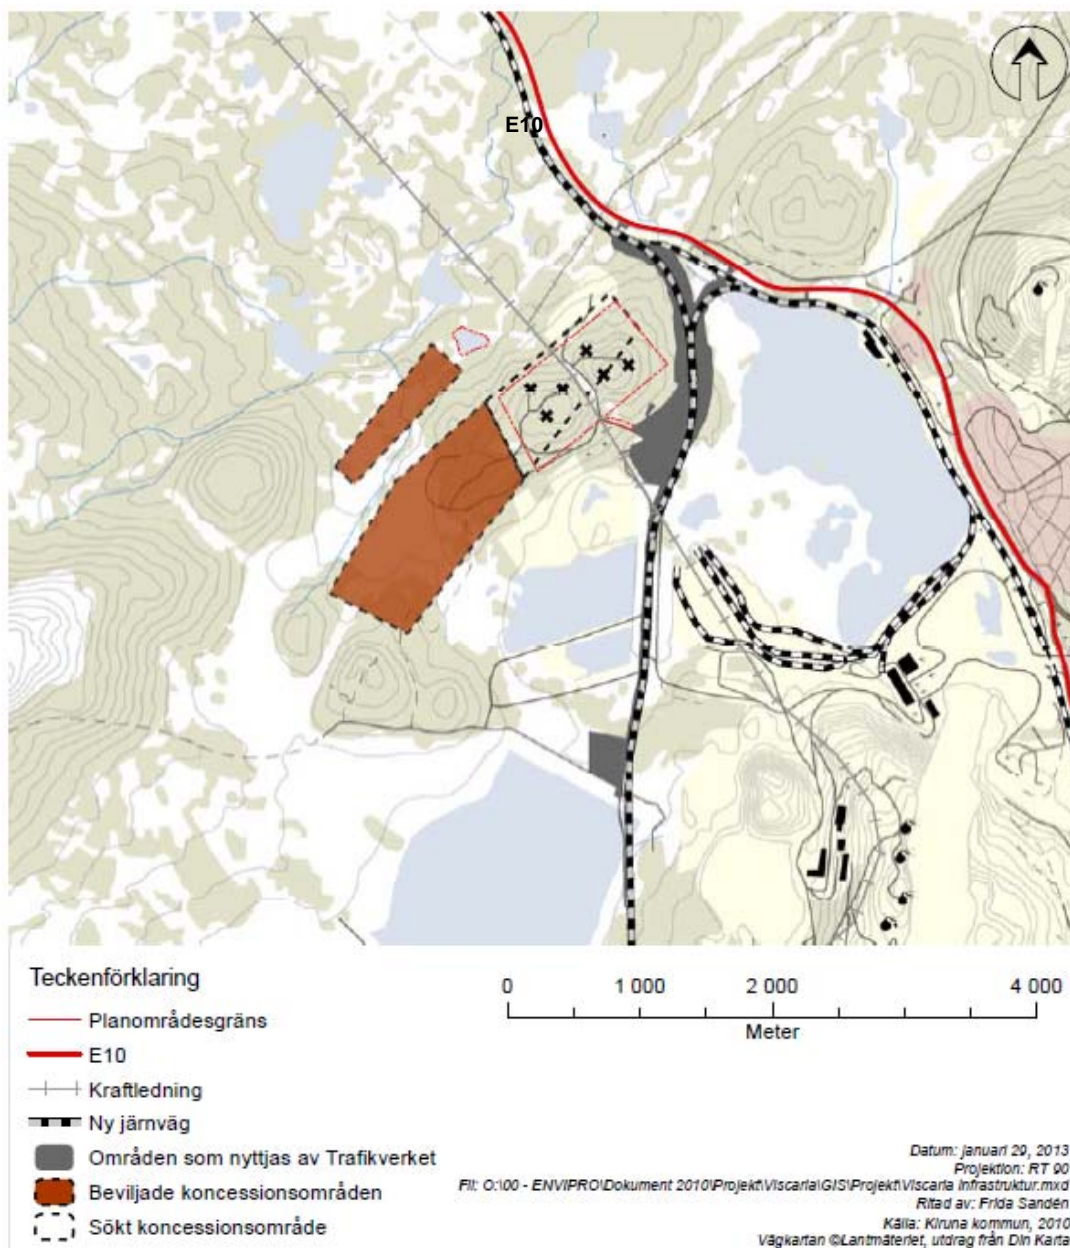 E10
Teckenförklaring
Planområdesgräns
E10
Kraftledning
Ny järnväg
Områden som nyttjas av Trafikverket
Beviljade koncessionsområden
Sökt koncessionsområde
0 1 000 2 000 4 000
Meter
Datum: januari 29, 2013
Projektion: RT 90
Fil: O:\00 - ENVIPRO\Dokument 2010\Projekt\Viscaria\GIS\Projekt\Viscaria Infrastruktur.mxd
Ritad av: Frida Sandén
Källa: Kiruna kommun, 2010
Vägkartan ©Lantmäteriet, utdrag från Din Karta